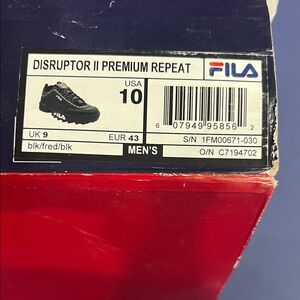 DISRUPTOR II PREMIUM REPEAT
FILA
USA
10
6 07949 95856 2
UK 9
EUR 43
S/N 1FM00671-030
blk/fred/blk
MEN'S
O/N C7194702